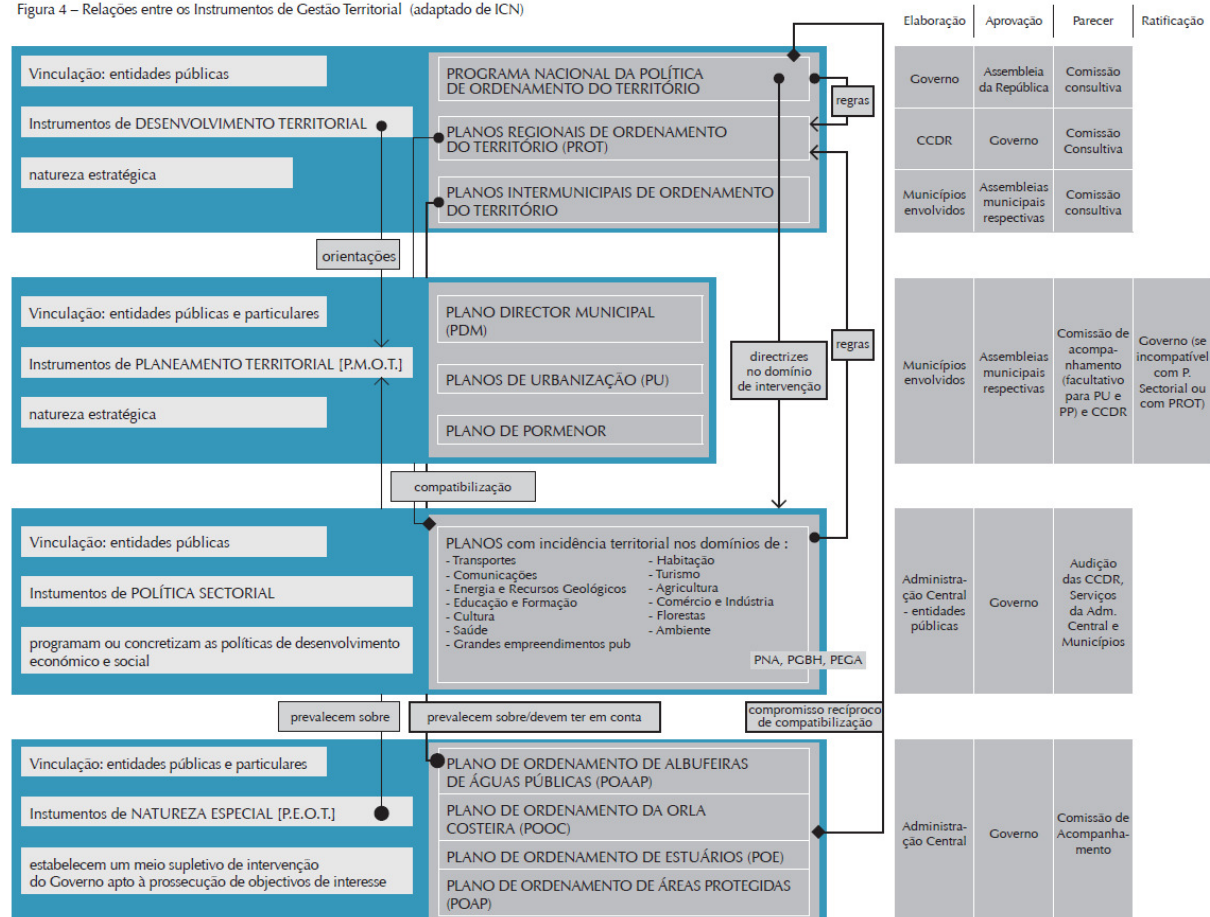 Figura 4 – Relações entre os Instrumentos de Gestão Territorial (adaptado de ICN)
Elaboração
Aprovação
Parecer
Ratificação
Vinculação: entidades públicas
Instrumentos de DESENVOLVIMENTO TERRITORIAL
natureza estratégica
PROGRAMA NACIONAL DA POLÍTICA
DE ORDENAMENTO DO TERRITÓRIO
PLANOS REGIONAIS DE ORDENAMENTO
DO TERRITÓRIO (PROT)
PLANOS INTERMUNICIPAIS DE ORDENAMENTO
DO TERRITÓRIO
regras
Governo
Assembleia
da República
Comissão
consultiva
CCDR
Governo
Comissão
Consultiva
Municípios
envolvidos
Assembleias
municipais
respectivas
Comissão
consultiva
orientações
Vinculação: entidades públicas e particulares
Instrumentos de PLANEAMENTO TERRITORIAL [P.M.O.T.]
natureza estratégica
PLANO DIRECTOR MUNICIPAL
(PDM)
PLANOS DE URBANIZAÇÃO (PU)
PLANO DE PORMENOR
directrizes
no domínio
de intervenção
regras
Municípios
envolvidos
Assembleias
municipais
respectivas
Comissão de
acompa-
nhamento
(facultativo
para PU e
PP) e CCDR
Governo (se
incompatível
com P.
Sectorial ou
com PROT)
compatibilização
Vinculação: entidades públicas
Instumentos de POLÍTICA SECTORIAL
programam ou concretizam as políticas de desenvolvimento
económico e social
PLANOS com incidência territorial nos domínios de :
- Transportes
- Comunicações
- Energia e Recursos Geológicos
- Educação e Formação
- Cultura
- Saúde
- Grandes empreendimentos pub
- Habitação
- Turismo
- Agricultura
- Comércio e Indústria
- Florestas
- Ambiente
PNA, PGBH, PEGA
Administra-
ção Central
- entidades
públicas
Governo
Audição
das CCDR,
Serviços
da Adm.
Central e
Municípios
prevalecem sobre
prevalecem sobre/devem ter em conta
compromisso recíproco
de compatibilização
Vinculação: entidades públicas e particulares
Instumentos de NATUREZA ESPECIAL [P.E.O.T.]
estabelecem um meio supletivo de intervenção
do Governo apto à prossecução de objectivos de interesse
PLANO DE ORDENAMENTO DE ALBUFEIRAS
DE ÁGUAS PÚBLICAS (POAAP)
PLANO DE ORDENAMENTO DA ORLA
COSTEIRA (POOC)
PLANO DE ORDENAMENTO DE ESTUÁRIOS (POE)
PLANO DE ORDENAMENTO DE ÁREAS PROTEGIDAS
(POAP)
Administra-
ção Central
Governo
Comissão de
Acompanha-
mento